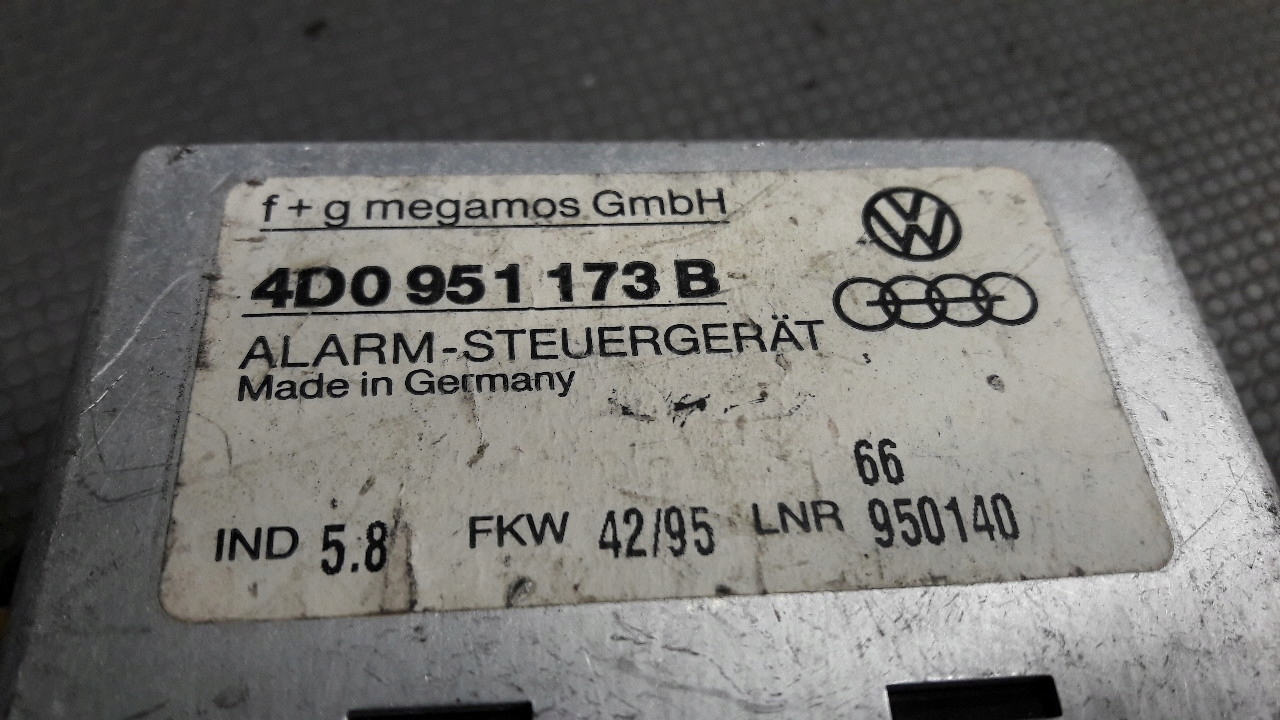 f + g megamos GmbH
4D0 951 173 B
ALARM-STEUERGERÄT
Made in Germany
66
IND 5.8 FKW 42/95 LNR 950140